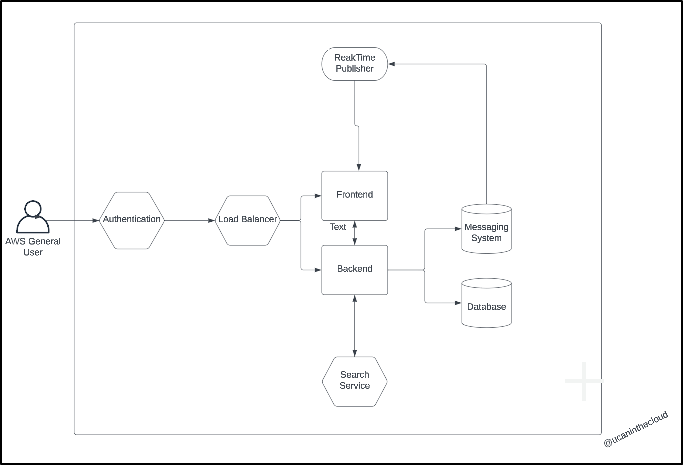 ReakTime
Publisher
Frontend
Text
Authentication
Load Balancer
AWS General
User
Messaging
System
Backend
Database
Search
Service
@ucaninthecloud